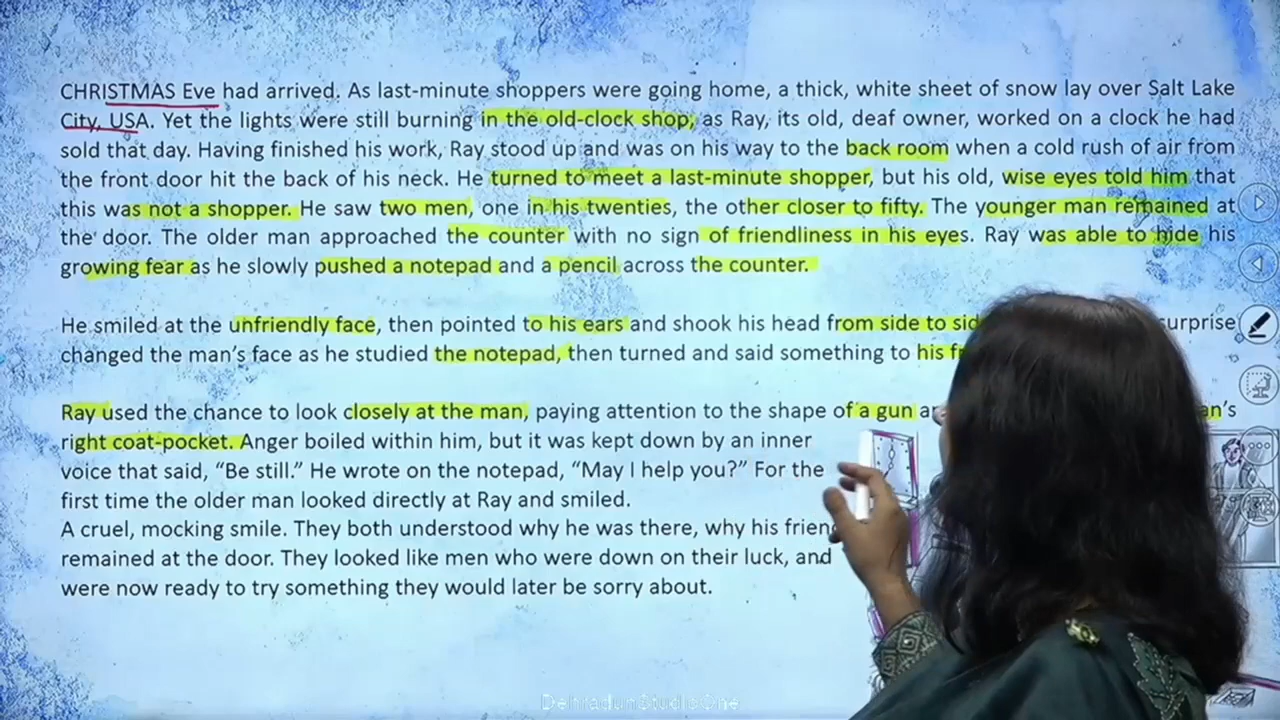 CHRISTMAS Eve had arrived. As last-minute shoppers were going home, a thick, white sheet of snow lay over Salt Lake
City, USA. Yet the lights were still burning in the old-clock shop, as Ray, its old, deaf owner, worked on a clock he had
sold that day. Having finished his work, Ray stood up and was on his way to the back room when a cold rush of air from
the front door hit the back of his neck. He turned to meet a last-minute shopper, but his old, wise eyes told him that
this was not a shopper. He saw two men, one in his twenties, the other closer to fifty. The younger man remained at
the door. The older man approached the counter with no sign of friendliness in his eyes. Ray was able to hide his
growing fear as he slowly pushed a notepad and a pencil across the counter.
He smiled at the unfriendly face, then pointed to his ears and shook his head from side to surprise
changed the man's face as he studied the notepad, then turned and said something to his
Ray used the chance to look closely at the man, paying attention to the shape of a gun
right coat-pocket. Anger boiled within him, but it was kept down by an inner
voice that said, "Be still." He wrote on the notepad, "May I help you?" For the
first time the older man looked directly at Ray and smiled.
A cruel, mocking smile. They both understood why he was there, why his
remained at the door. They looked like men who were down on their luck, and
were now ready to try something they would later be sorry about.
DehradunStudioOne